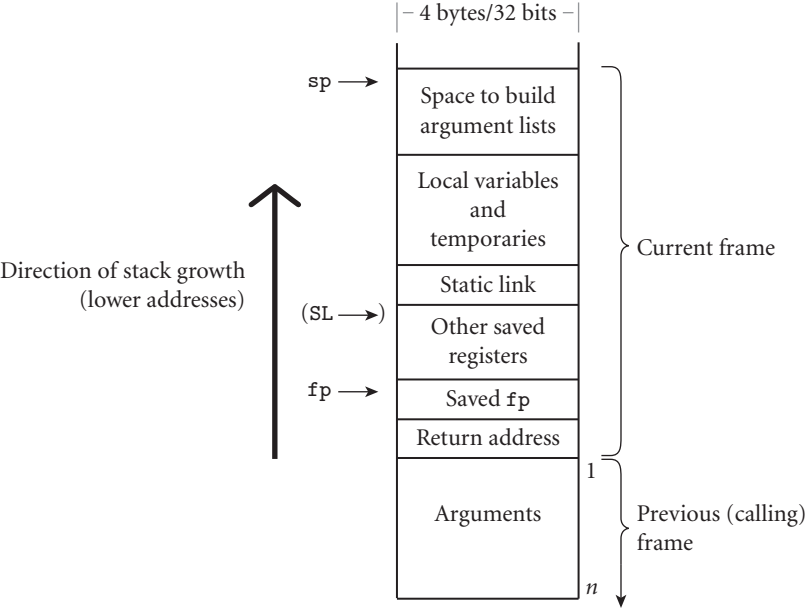 – 4 bytes/32 bits –
sp
Space to build
argument lists
Local variables
and
temporaries
Current frame
Direction of stack growth
(lower addresses)
Static link
(SL )
Other saved
registers
fp
Saved fp
Return address
1
Arguments
Previous (calling)
frame
n